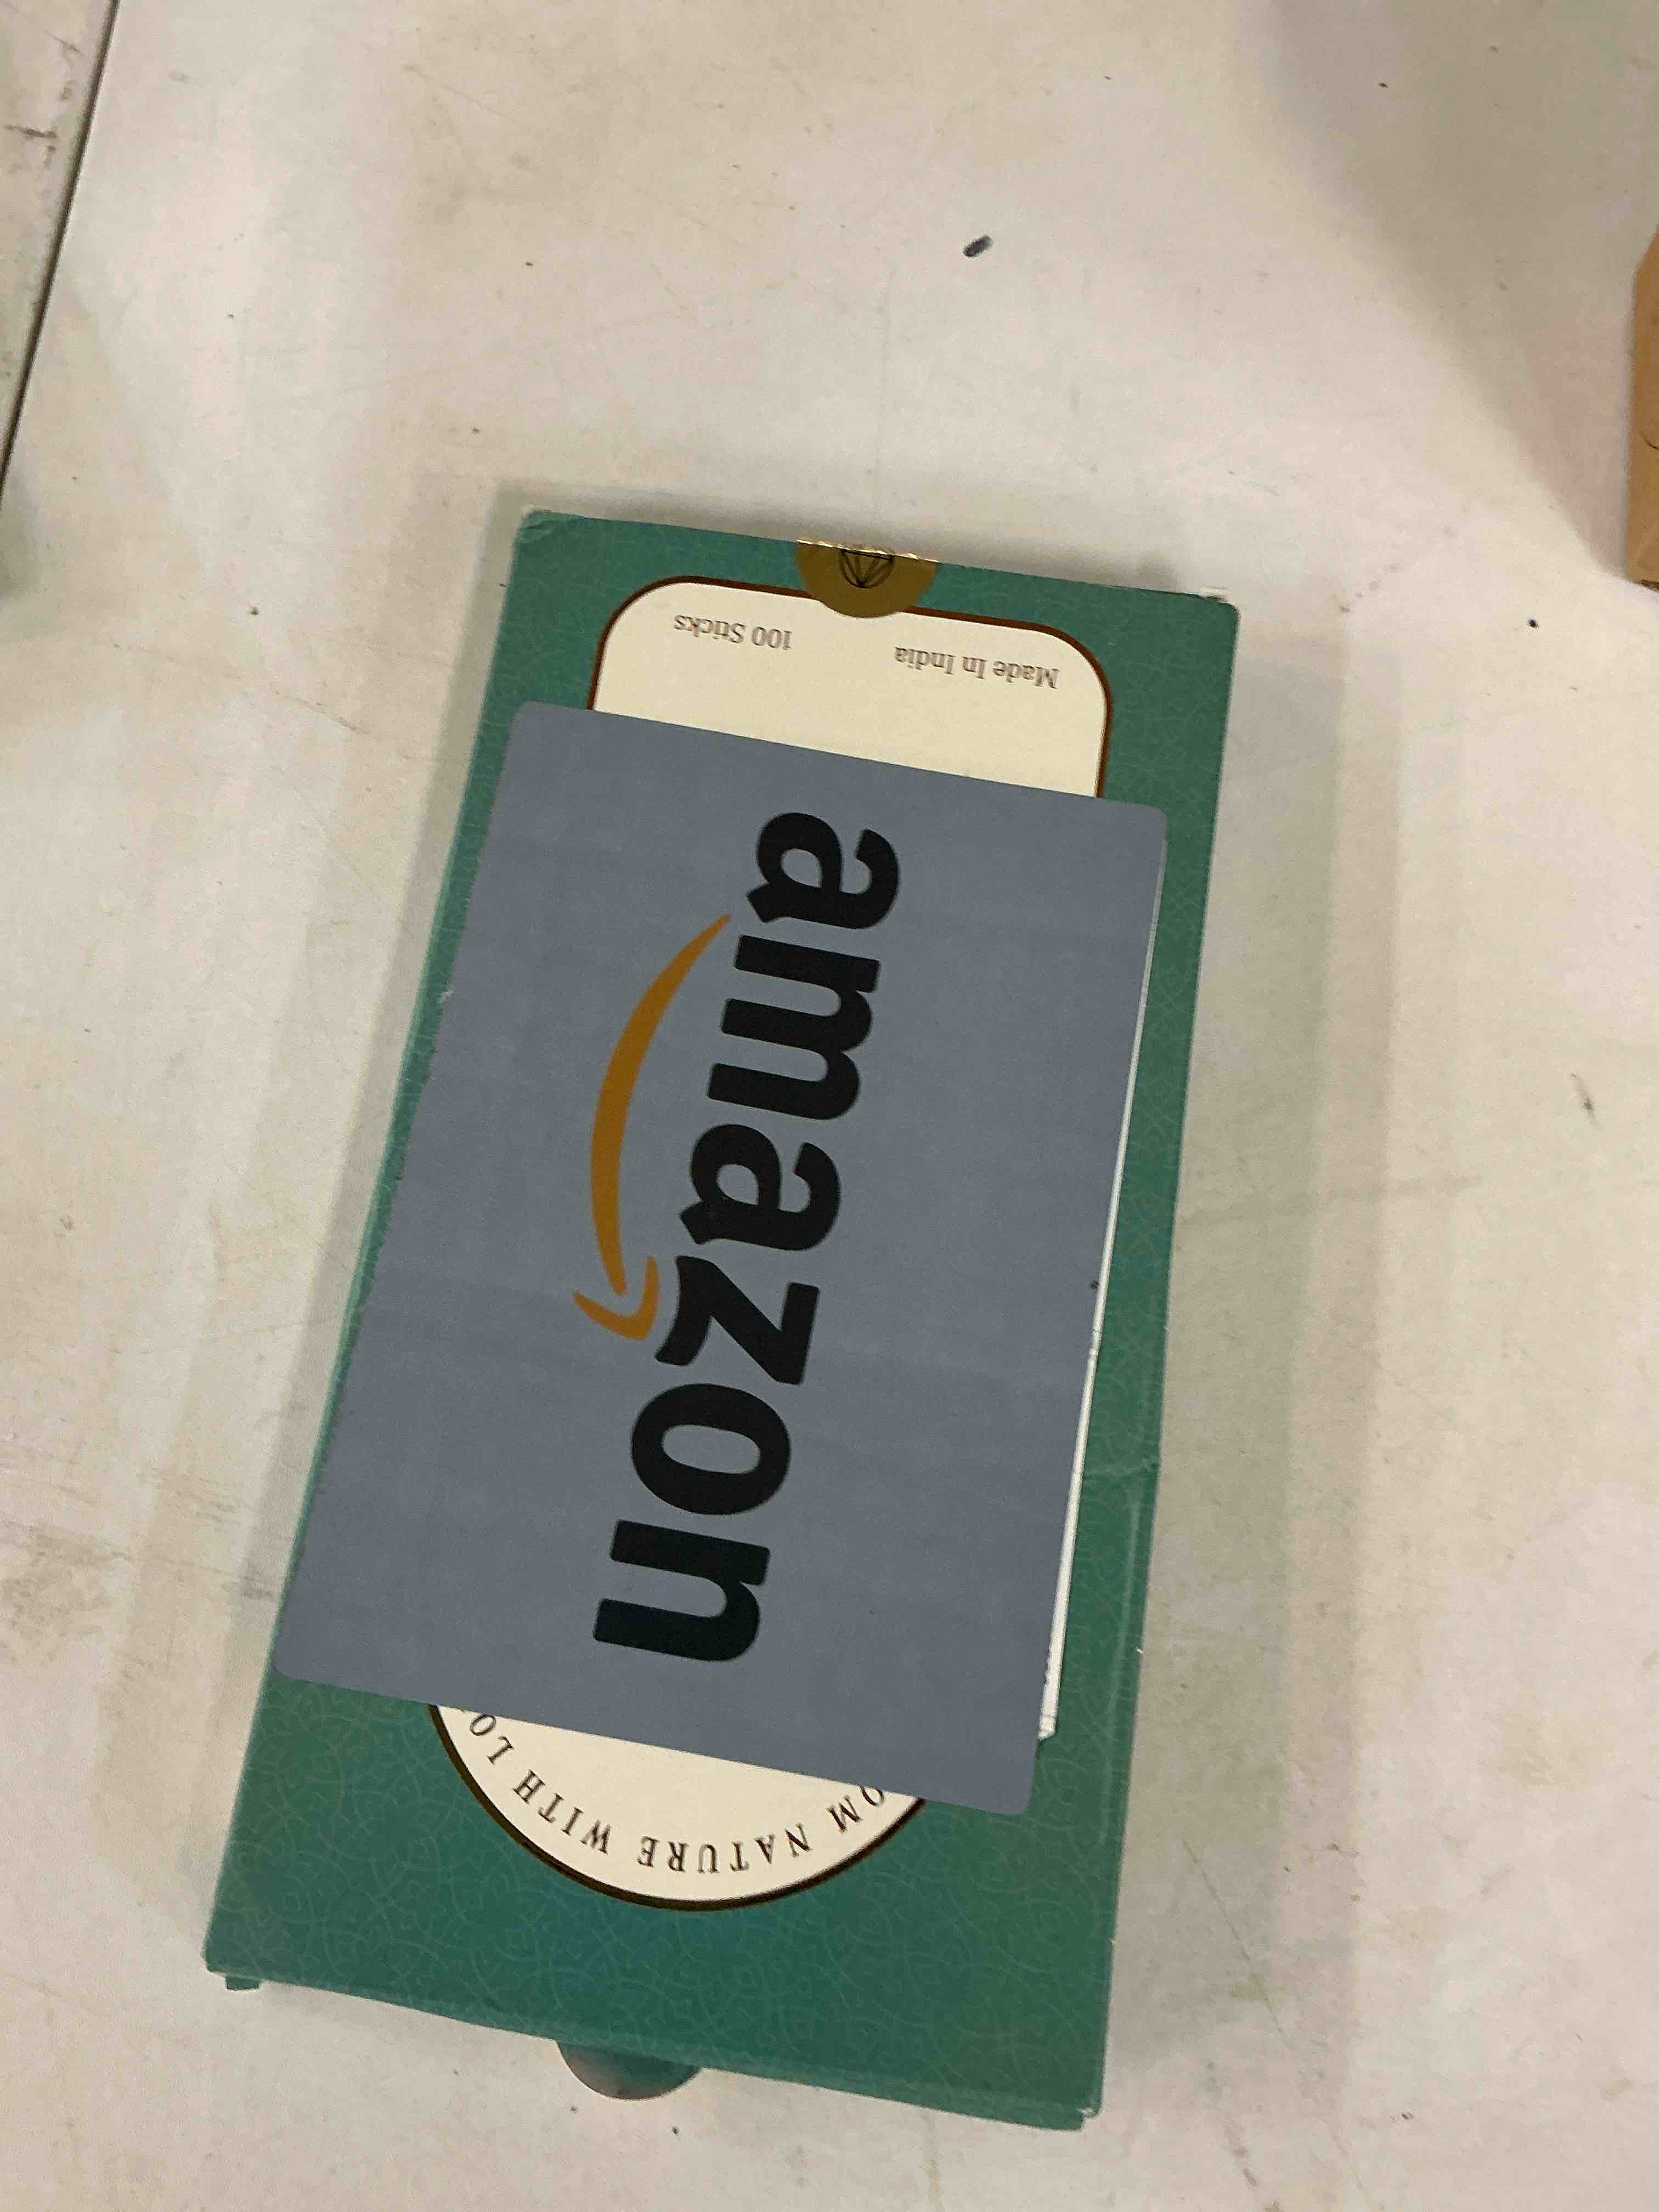 amazon
OM NATURE WITH LO
Made In India
100 Sticks